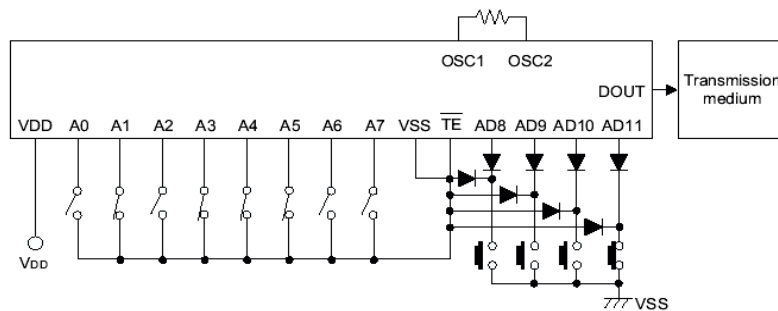 OSC1 OSC2
DOUT
Transmission
medium
VDD A0 A1 A2 A3 A4 A5 A6 A7 VSS TE AD8 AD9 AD10 AD11
VDD
VSS